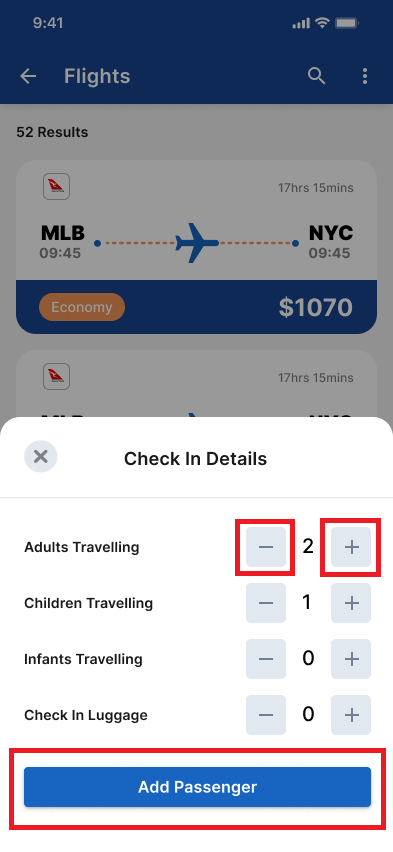 9:41
Flights
52 Results
17hrs 15mins
MLB
NYC
09:45
09:45
Economy
$1070
17hrs 15mins
Check In Details
Adults Travelling
2
Children Travelling
1
Infants Travelling
0
Check In Luggage
0
Add Passenger